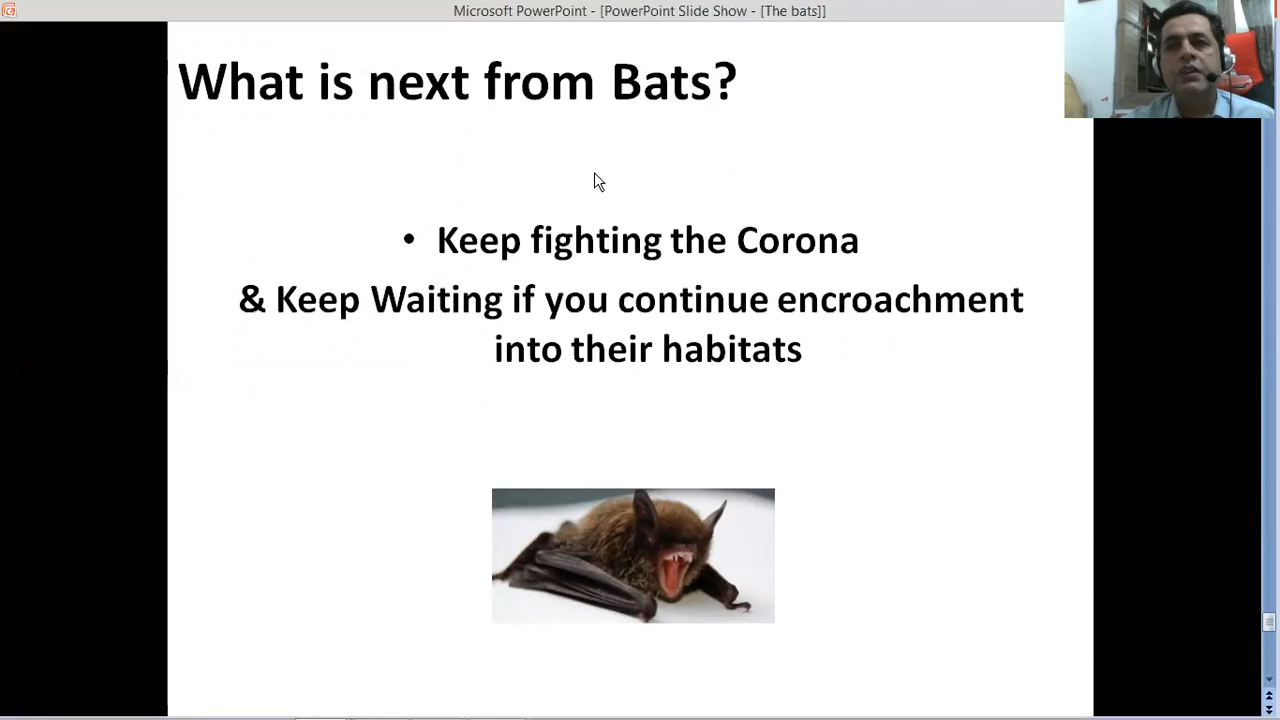 Microsoft PowerPoint - [PowerPoint Slide Show - [The bats]]
What is next from Bats?
• Keep fighting the Corona
& Keep Waiting if you continue encroachment
into their habitats